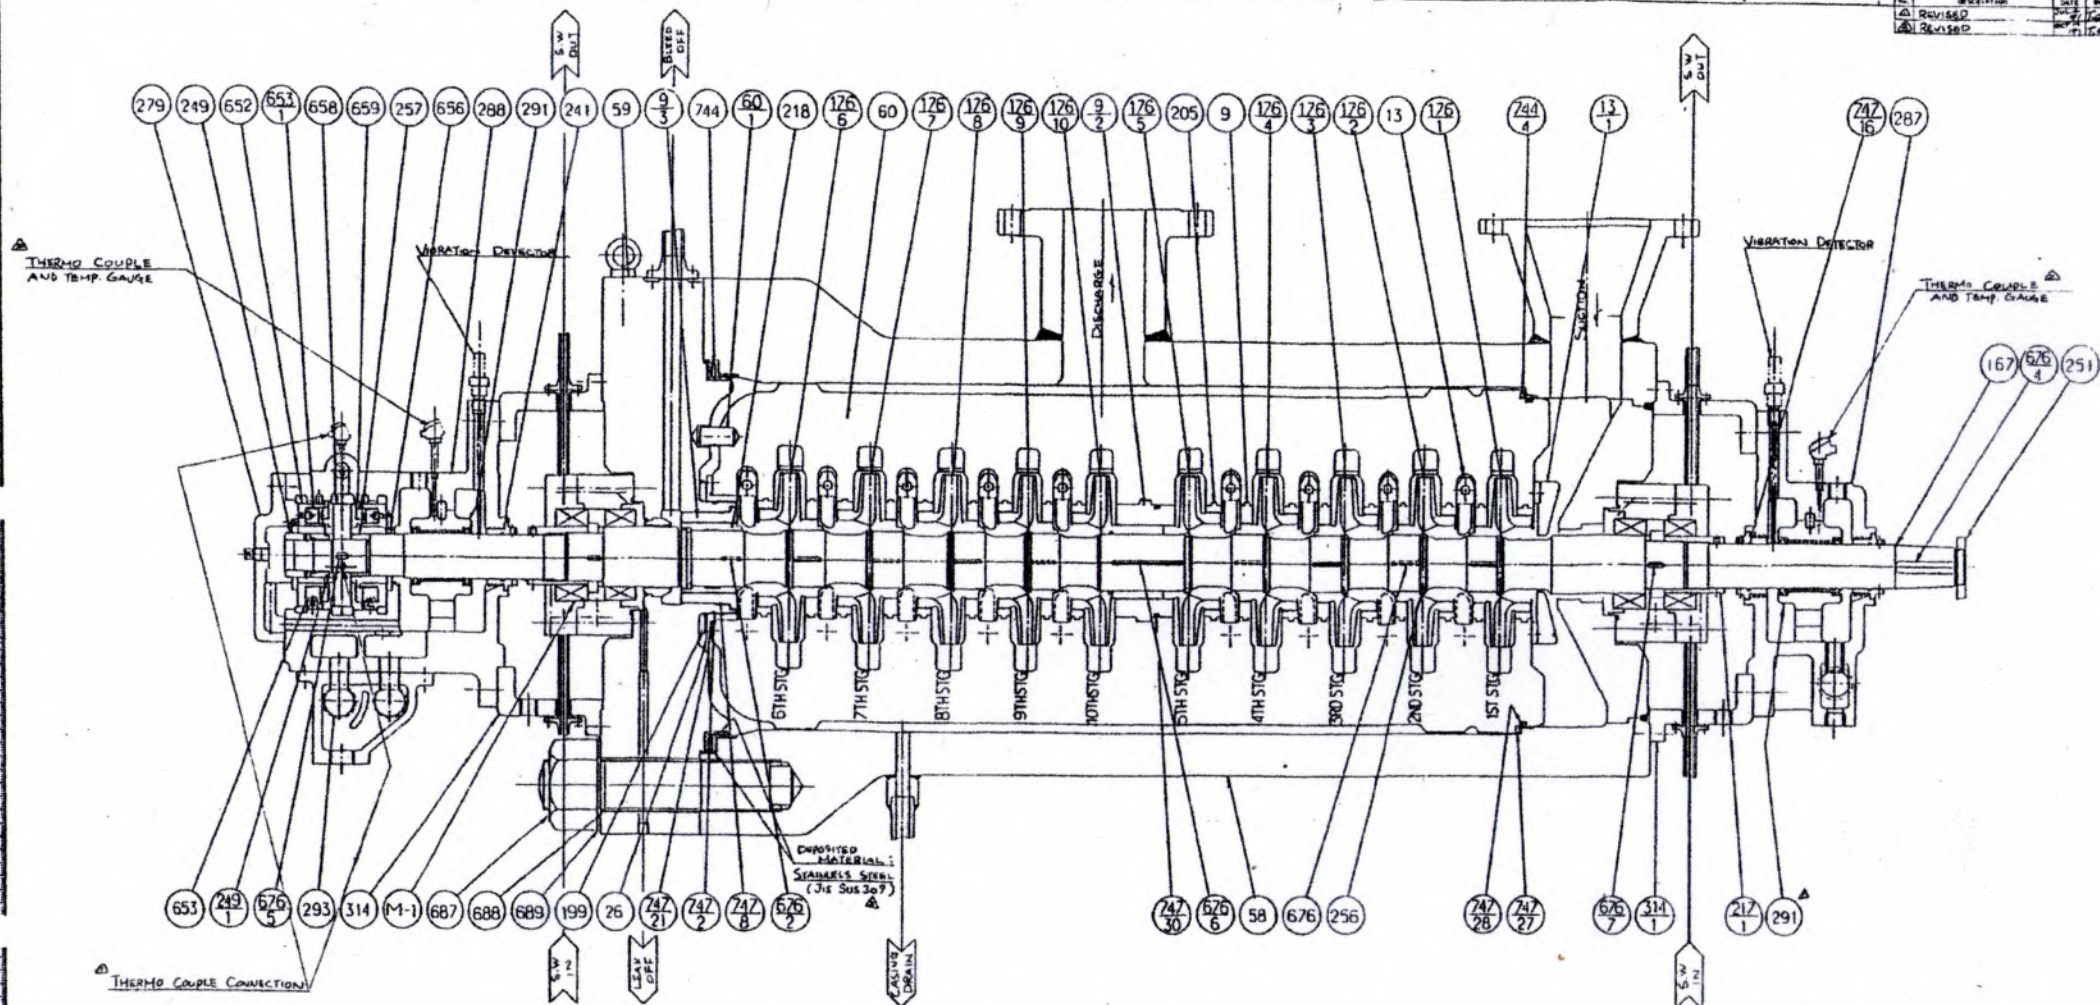 DESCRIPTION DATE
REVISED
REVISED
S.W OUT
BLEED OFF
S.W OUT
279 249 652 653/1 658 659 257 656 288 291 241 59 9/3 744 60/1 218 176/6 60 176/7 176/8 176/9 176/10 9/2 176/5 205 9 176/4 176/3 176/2 13 176/1 744/4 13/1 747/16 287
THERMO COUPLE
AND TEMP. GAUGE
VIBRATION DETECTOR
DISCHARGE
SUCTION
VIBRATION DETECTOR
THERMO COUPLE
AND TEMP. GAUGE
167 676/4 251
6TH STG
7TH STG
8TH STG
9TH STG
10TH STG
5TH STG
4TH STG
3RD STG
2ND STG
1ST STG
DEPOSITED
MATERIAL:
STAINLESS STEEL
(JIS SUS 309)
653 249/1 676/5 293 314 M-1 687 688 689 199 26 747/21 747/2 747/8 676/2 747/30 676/6 58 676 256 747/28 747/27 676/7 314/1 217/1 291
THERMO COUPLE CONNECTION
S.W IN
LEAK OFF
CASING DRAIN
S.W IN